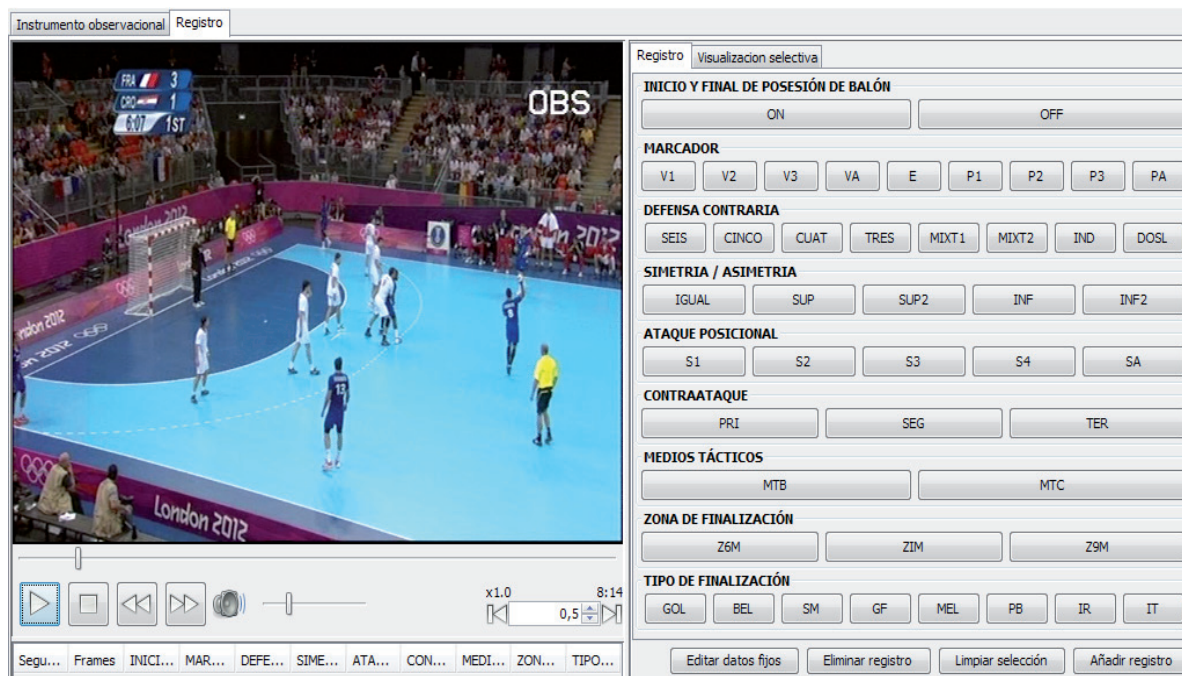 Instrumento observacional Registro
FRA 3
CRO 1
6:07 1ST
OBS
London 2012
London 2012
London 2012
x1.0 8:14
0,5
Segu... Frames INICI... MAR... DEFE... SIME... ATA... CON... MEDI... ZON... TIPO...
Registro Visualizacion selectiva
INICIO Y FINAL DE POSESIÓN DE BALÓN
ON OFF
MARCADOR
V1 V2 V3 VA E P1 P2 P3 PA
DEFENSA CONTRARIA
SEIS CINCO CUAT TRES MIXT1 MIXT2 IND DOSL
SIMETRIA / ASIMETRIA
IGUAL SUP SUP2 INF INF2
ATAQUE POSICIONAL
S1 S2 S3 S4 SA
CONTRAATAQUE
PRI SEG TER
MEDIOS TÁCTICOS
MTB MTC
ZONA DE FINALIZACIÓN
Z6M ZIM Z9M
TIPO DE FINALIZACIÓN
GOL BEL SM GF MEL PB IR IT
Editar datos fijos Eliminar registro Limpiar selección Añadir registro